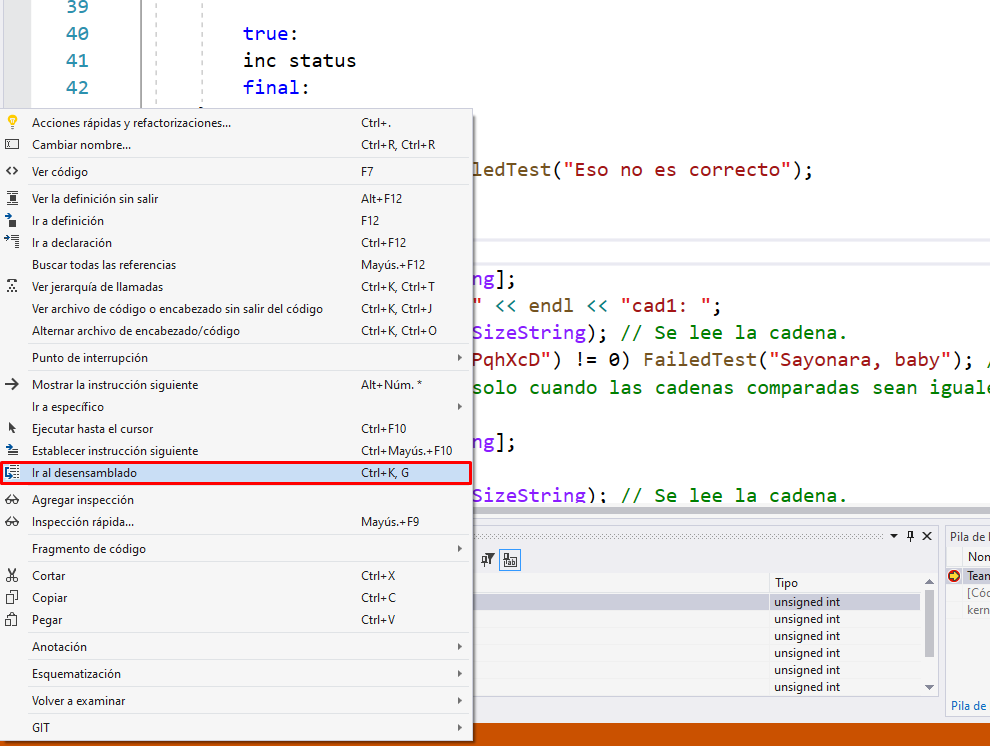 39
40 true:
41 inc status
42 final:
Acciones rápidas y refactorizaciones... Ctrl+.
Cambiar nombre... Ctrl+R, Ctrl+R
Ver código F7
ledTest("Eso no es correcto");
Ver la definición sin salir Alt+F12
Ir a definición F12
Ir a declaración Ctrl+F12
Buscar todas las referencias Mayús.+F12
ng];
Ver jerarquía de llamadas Ctrl+K, Ctrl+T
Ver archivo de código o encabezado sin salir del código Ctrl+K, Ctrl+J
" << endl << "cad1: ";
Alternar archivo de encabezado/código Ctrl+K, Ctrl+O
SizeString); // Se lee la cadena.
Punto de interrupción
PqhXcD") != 0) FailedTest("Sayonara, baby"); /
Mostrar la instrucción siguiente Alt+Núm. *
solo cuando las cadenas comparadas sean iguale
Ir a específico
Ejecutar hasta el cursor Ctrl+F10
ng];
Establecer instrucción siguiente Ctrl+Mayús.+F10
Ir al desensamblado Ctrl+K, G
Agregar inspección
SizeString); // Se lee la cadena.
Inspección rápida... Mayús.+F9
Pila de l
Fragmento de código
Nom
Cortar Ctrl+X
Tipo
Team
Copiar Ctrl+C
unsigned int
[Cód
Pegar Ctrl+V
unsigned int
kern
unsigned int
Anotación
unsigned int
Esquematización
unsigned int
unsigned int
Volver a examinar
Pila de
GIT